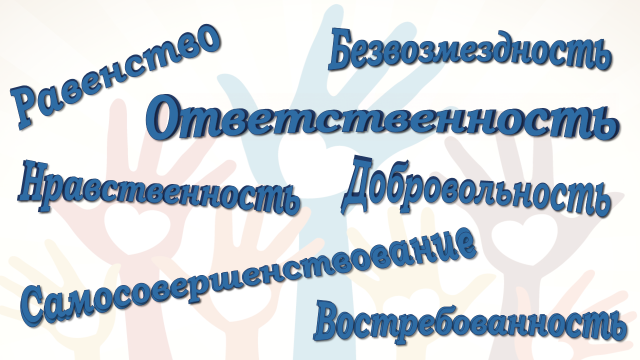 Равенство
Безвозмездность
Ответственность
Нравственность
Добровольность
Самосовершенствование
Востребованность